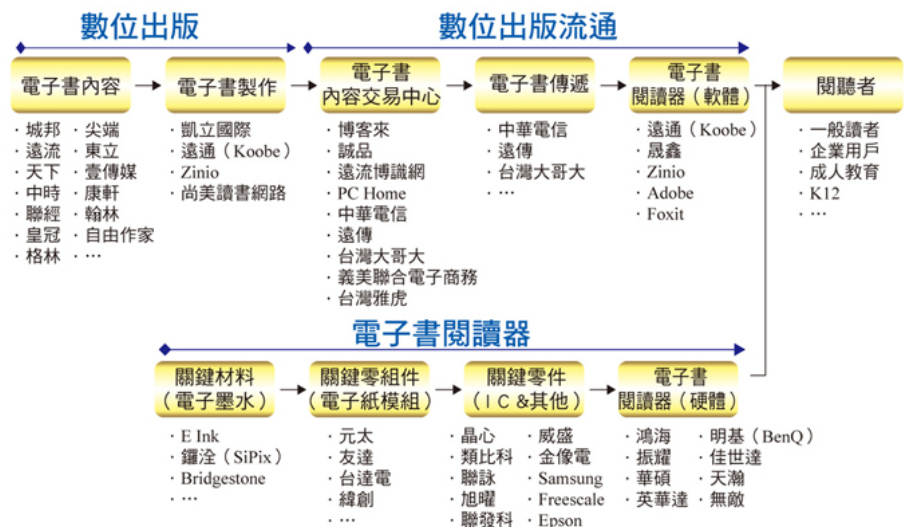 數位出版
數位出版流通
電子書內容
電子書製作
電子書
內容交易中心
電子書傳遞
電子書
閱讀器（軟體）
閱聽者
· 城邦 · 尖端
· 遠流 · 東立
· 天下 · 壹傳媒
· 中時 · 康軒
· 聯經 · 翰林
· 皇冠 · 自由作家
· 格林 · …
· 凱立國際
· 遠通（Koobe）
· Zinio
· 尚美讀書網路
· 博客來
· 誠品
· 遠流博識網
· PC Home
· 中華電信
· 遠傳
· 台灣大哥大
· 義美聯合電子商務
· 台灣雅虎
· 中華電信
· 遠傳
· 台灣大哥大
· …
· 遠通（Koobe）
· 晟鑫
· Zinio
· Adobe
· Foxit
· 一般讀者
· 企業用戶
· 成人教育
· K12
· …
電子書閱讀器
關鍵材料
（電子墨水）
關鍵零組件
（電子紙模組）
關鍵零件
（IC &其他）
電子書
閱讀器（硬體）
· E Ink
· 鑼洤（SiPix）
· Bridgestone
· …
· 元太
· 友達
· 台達電
· 緯創
· …
· 晶心 · 威盛
· 類比科 · 金像電
· 聯詠 · Samsung
· 旭曜 · Freescale
· 聯發科 · Epson
· 鴻海 · 明基（BenQ）
· 振耀 · 佳世達
· 華碩 · 天瀚
· 英華達 · 無敵